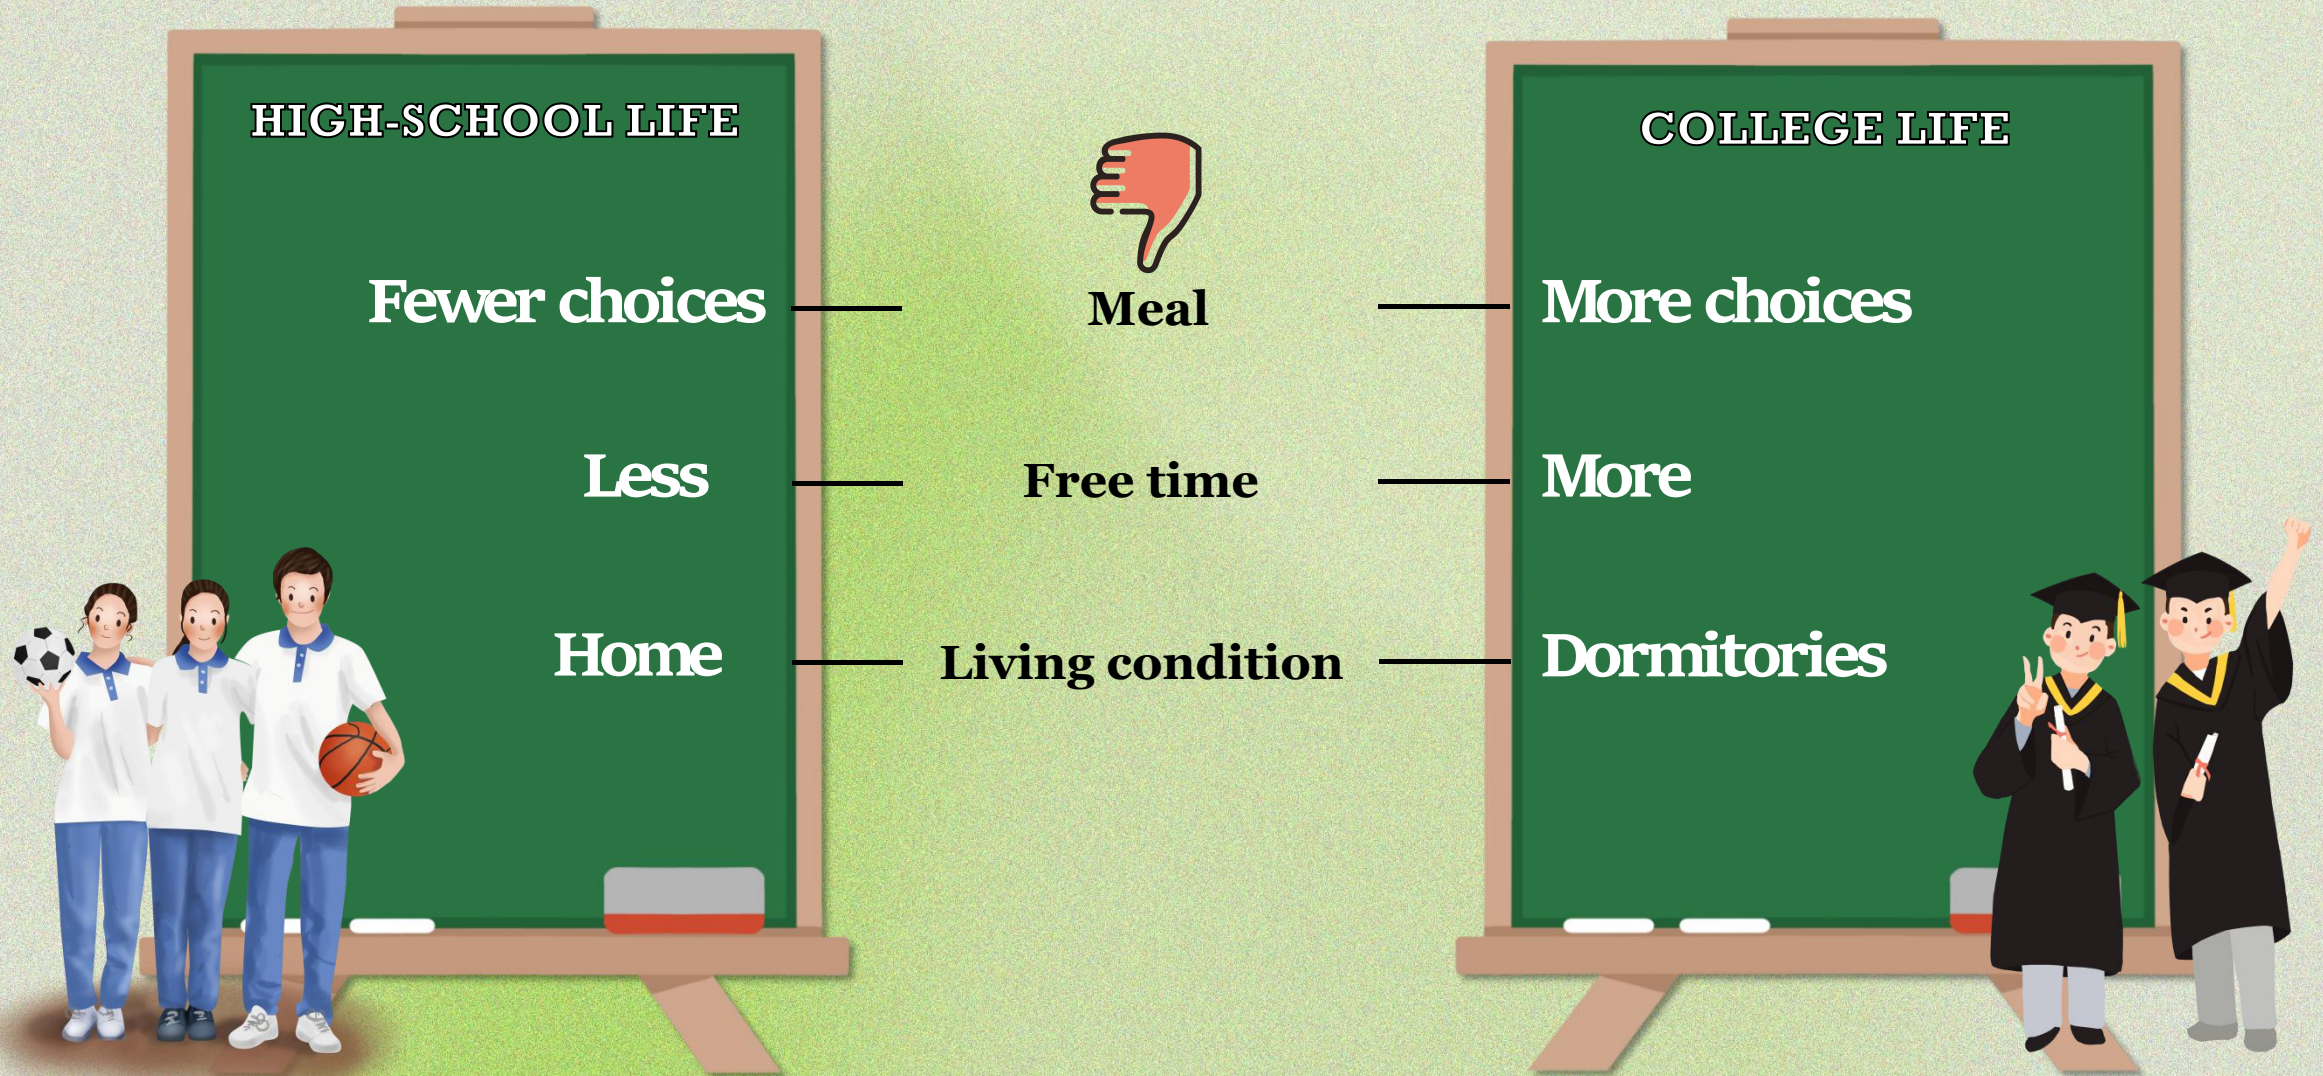 HIGH-SCHOOL LIFE
COLLEGE LIFE
Fewer choices
Meal
More choices
Less
Free time
More
Home
Living condition
Dormitories